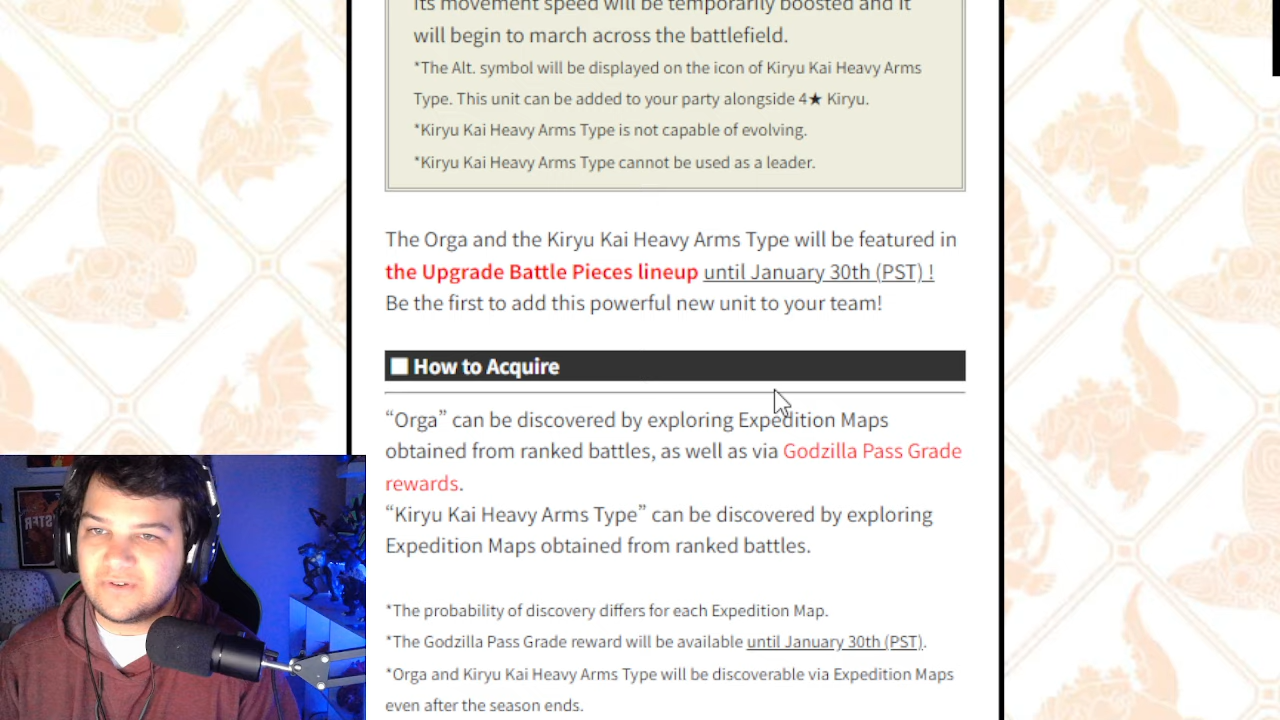 its movement speed will be temporarily boosted and it
will begin to march across the battlefield.
*The Alt. symbol will be displayed on the icon of Kiryu Kai Heavy Arms
Type. This unit can be added to your party alongside 4★ Kiryu.
*Kiryu Kai Heavy Arms Type is not capable of evolving.
*Kiryu Kai Heavy Arms Type cannot be used as a leader.
The Orga and the Kiryu Kai Heavy Arms Type will be featured in
the Upgrade Battle Pieces lineup until January 30th (PST) !
Be the first to add this powerful new unit to your team!
■ How to Acquire
“Orga” can be discovered by exploring Expedition Maps
obtained from ranked battles, as well as via Godzilla Pass Grade
rewards.
“Kiryu Kai Heavy Arms Type” can be discovered by exploring
Expedition Maps obtained from ranked battles.
*The probability of discovery differs for each Expedition Map.
*The Godzilla Pass Grade reward will be available until January 30th (PST).
*Orga and Kiryu Kai Heavy Arms Type will be discoverable via Expedition Maps
even after the season ends.